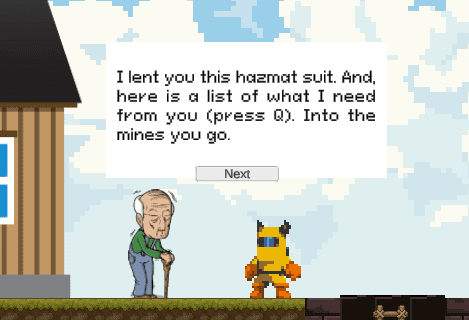 I lent you this hazmat suit. And,
here is a list of what I need
from you (press Q). Into the
mines you go.
Next